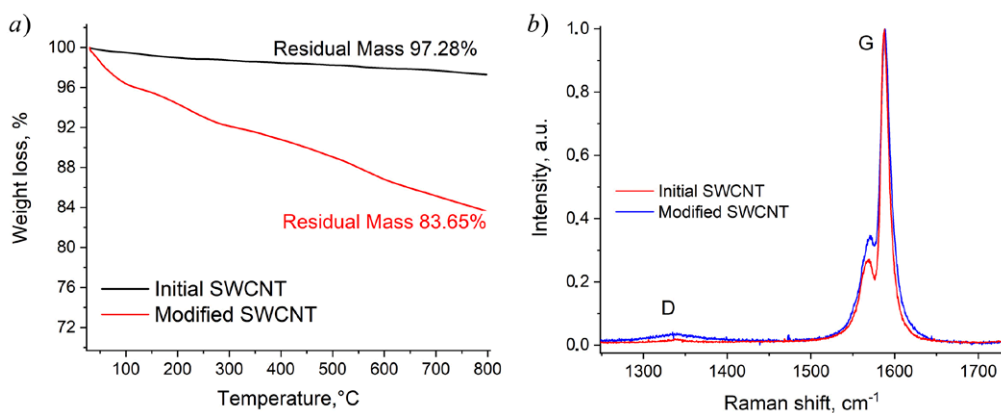 a)
100
96
92
88
84
80
76
72
Weight loss, %
Residual Mass 97.28%
Residual Mass 83.65%
Initial SWCNT
Modified SWCNT
100 200 300 400 500 600 700 800
Temperature,°C
b)
1.0
0.8
0.6
0.4
0.2
0.0
Intensity, a.u.
G
Initial SWCNT
Modified SWCNT
D
1300 1400 1500 1600 1700
Raman shift, cm⁻¹